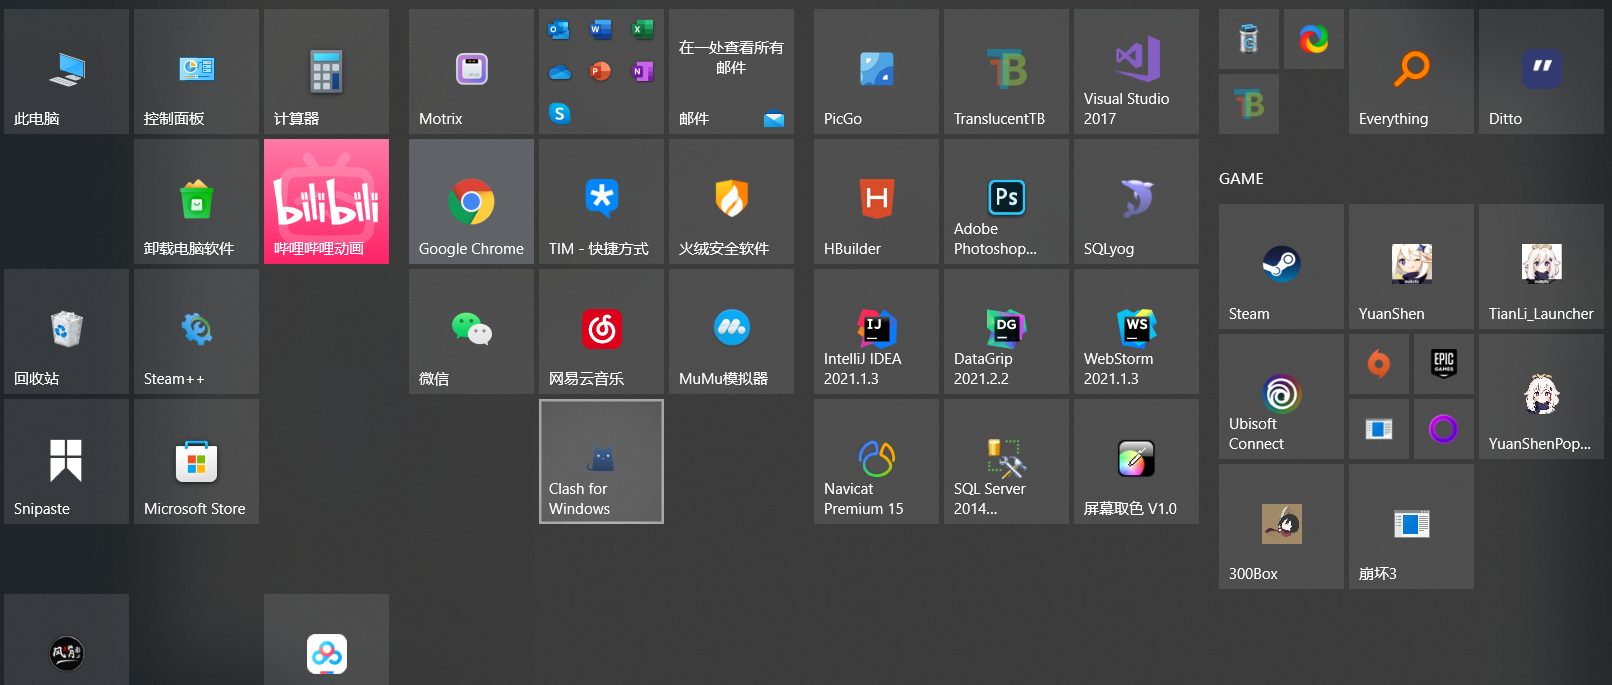 在一处查看所有
邮件
此电脑
控制面板
计算器
Motrix
邮件
PicGo
TranslucentTB
Visual Studio
2017
Everything
Ditto
GAME
bilibili
卸载电脑软件
哔哩哔哩动画
Google Chrome
TIM - 快捷方式
火绒安全软件
HBuilder
Ps
Adobe
Photoshop...
SQLyog
Steam
YuanShen
TianLi_Launcher
回收站
Steam++
微信
网易云音乐
MuMu模拟器
IJ
IntelliJ IDEA
2021.1.3
DG
DataGrip
2021.2.2
WS
WebStorm
2021.1.3
EPIC
GAMES
Ubisoft
Connect
YuanShenPop...
Snipaste
Microsoft Store
Clash for
Windows
Navicat
Premium 15
SQL Server
2014...
屏幕取色 V1.0
300Box
崩坏3